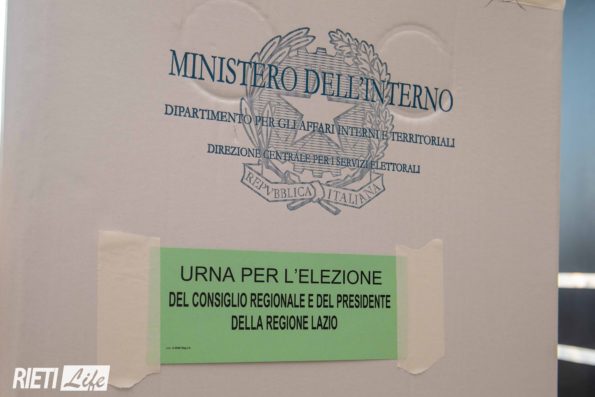 MINISTERO DELL'INTERNO
DIPARTIMENTO PER GLI AFFARI INTERNI E TERRITORIALI
DIREZIONE CENTRALE PER I SERVIZI ELETTORALI
REPVBBLICA ITALIANA
URNA PER L'ELEZIONE
DEL CONSIGLIO REGIONALE E DEL PRESIDENTE
DELLA REGIONE LAZIO
RIETI Life